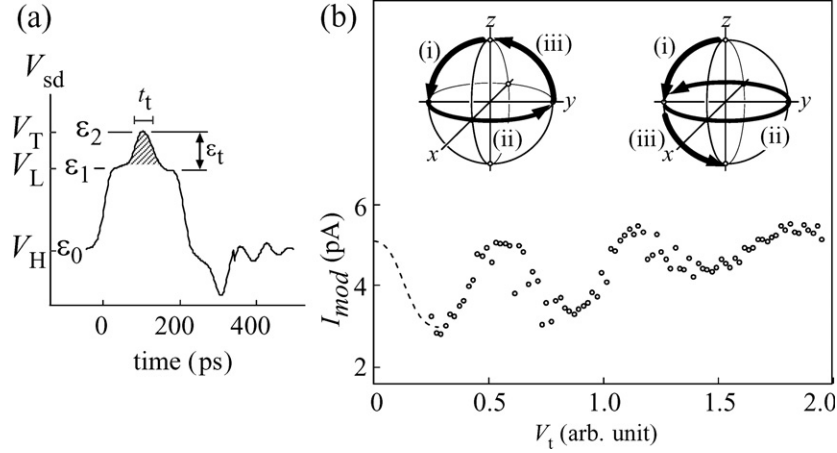 (a)
V_sd
t_t
V_T
ε_2
ε_t
V_L
ε_1
V_H
ε_0
0
200
400
time (ps)
(b)
z
(i)
(iii)
y
(ii)
x
z
(i)
y
(iii)
(ii)
x
I_mod (pA)
6
4
2
0
0.5
1.0
1.5
2.0
V_t (arb. unit)